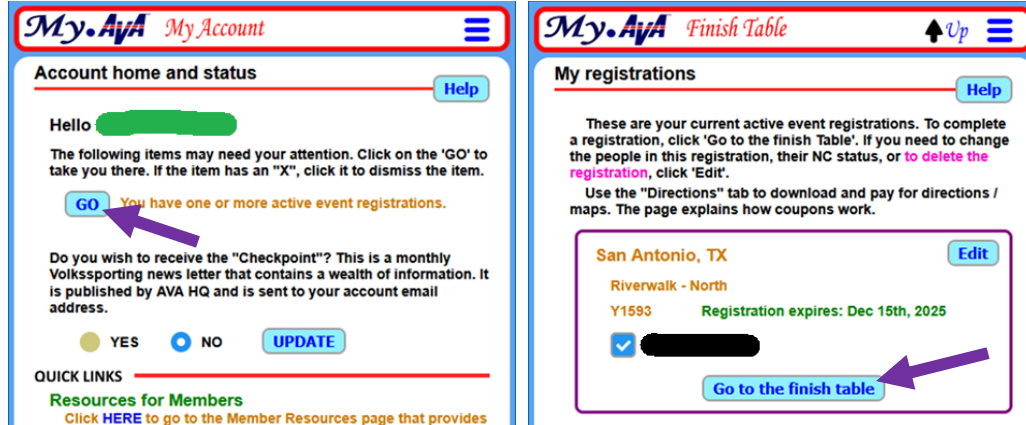 My.AVA My Account
Account home and status
Help
Hello
The following items may need your attention. Click on the 'GO' to
take you there. If the item has an "X", click it to dismiss the item.
GO You have one or more active event registrations.
Do you wish to receive the "Checkpoint"? This is a monthly
Volkssporting news letter that contains a wealth of information. It
is published by AVA HQ and is sent to your account email
address.
YES NO UPDATE
QUICK LINKS
Resources for Members
Click HERE to go to the Member Resources page that provides
My.AVA Finish Table Up
My registrations
Help
These are your current active event registrations. To complete
a registration, click 'Go to the finish Table'. If you need to change
the people in this registration, their NC status, or to delete the
registration, click 'Edit'.
Use the "Directions" tab to download and pay for directions /
maps. The page explains how coupons work.
San Antonio, TX Edit
Riverwalk - North
Y1593 Registration expires: Dec 15th, 2025
Go to the finish table